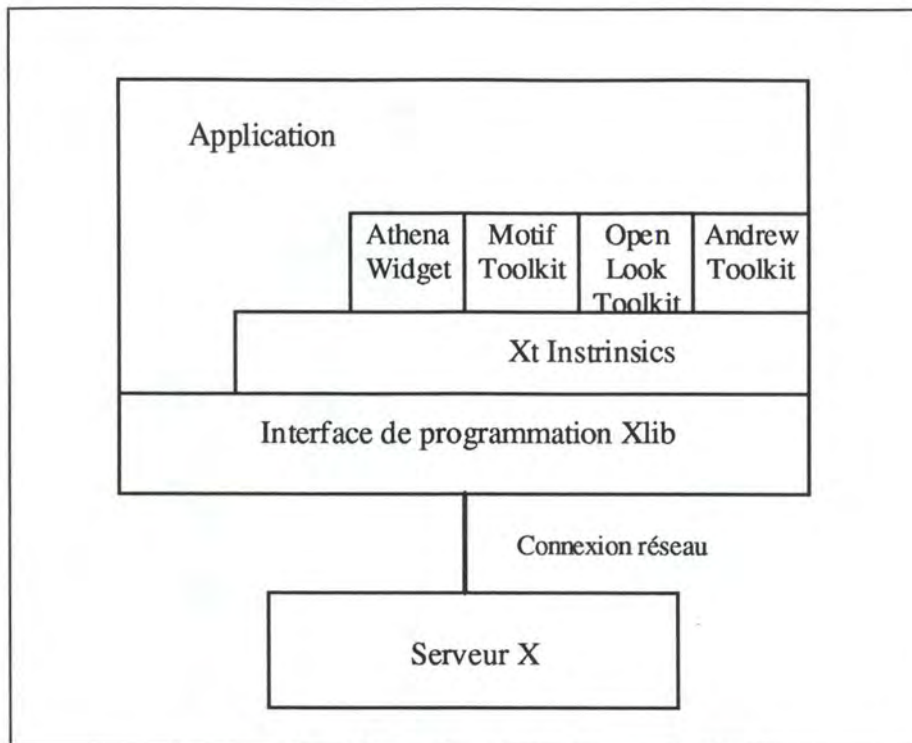 Application
Athena
Widget
Motif
Toolkit
Open
Look
Toolkit
Andrew
Toolkit
Xt Instrinsics
Interface de programmation Xlib
Connexion réseau
Serveur X